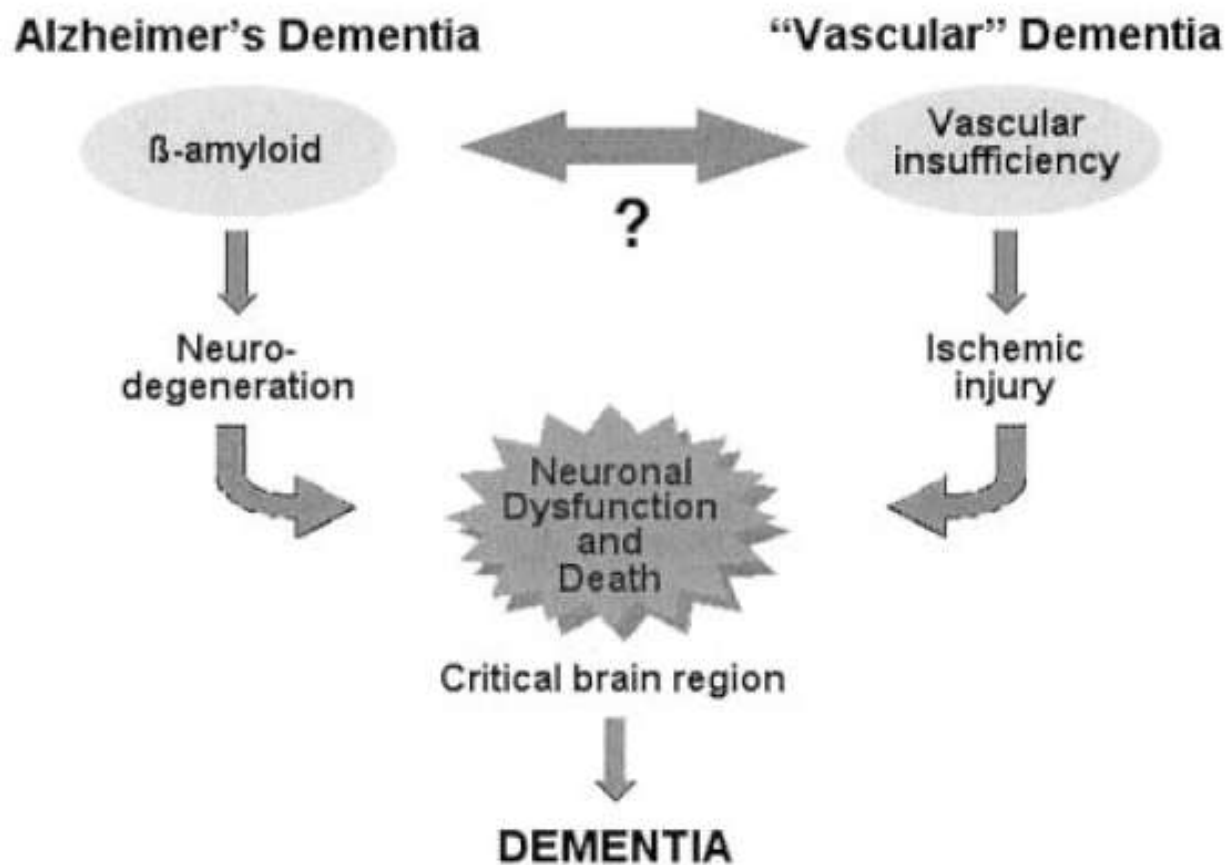 Alzheimer's Dementia
“Vascular” Dementia
ß-amyloid
Vascular
insufficiency
?
Neuro-
degeneration
Ischemic
injury
Neuronal
Dysfunction
and
Death
Critical brain region
DEMENTIA